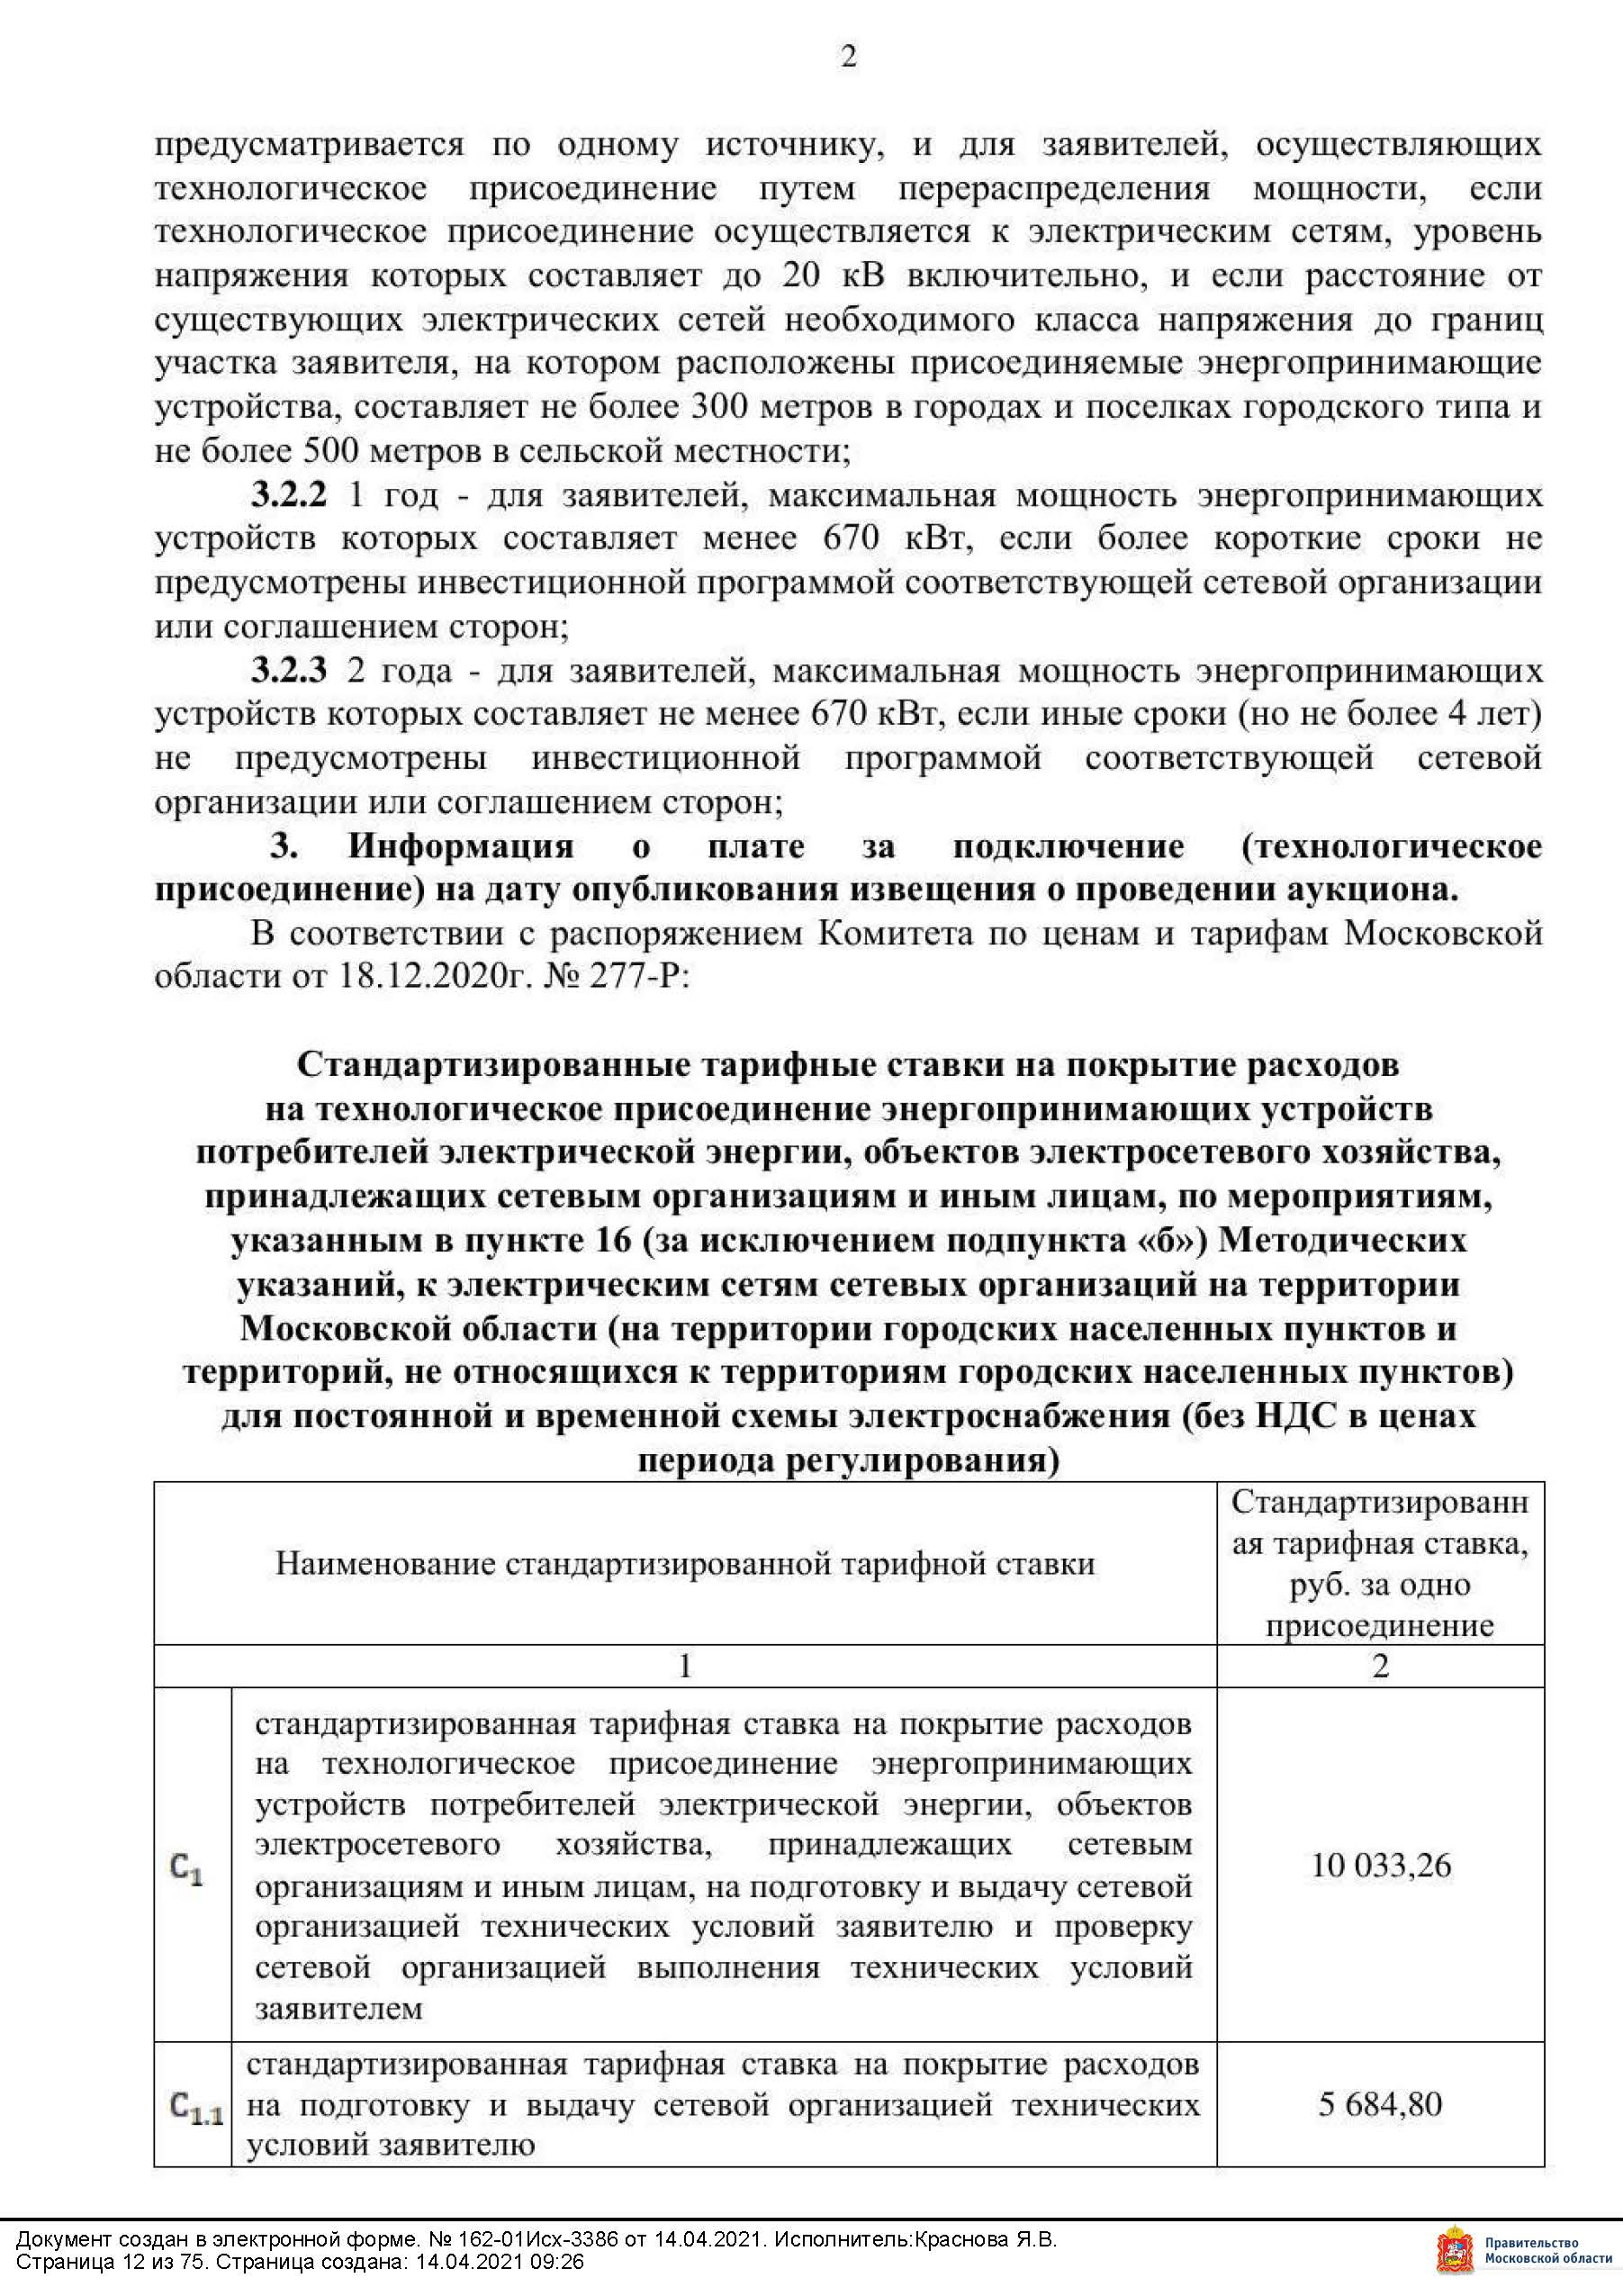 2
предусматривается по одному источнику, и для заявителей, осуществляющих
технологическое присоединение путем перераспределения мощности, если
технологическое присоединение осуществляется к электрическим сетям, уровень
напряжения которых составляет до 20 кВ включительно, и если расстояние от
существующих электрических сетей необходимого класса напряжения до границ
участка заявителя, на котором расположены присоединяемые энергопринимающие
устройства, составляет не более 300 метров в городах и поселках городского типа и
не более 500 метров в сельской местности;
3.2.2 1 год - для заявителей, максимальная мощность энергопринимающих
устройств которых составляет менее 670 кВт, если более короткие сроки не
предусмотрены инвестиционной программой соответствующей сетевой организации
или соглашением сторон;
3.2.3 2 года - для заявителей, максимальная мощность энергопринимающих
устройств которых составляет не менее 670 кВт, если иные сроки (но не более 4 лет)
не предусмотрены инвестиционной программой соответствующей сетевой
организации или соглашением сторон;
3. Информация о плате за подключение (технологическое
присоединение) на дату опубликования извещения о проведении аукциона.
В соответствии с распоряжением Комитета по ценам и тарифам Московской
области от 18.12.2020г. № 277-Р:
Стандартизированные тарифные ставки на покрытие расходов
на технологическое присоединение энергопринимающих устройств
потребителей электрической энергии, объектов электросетевого хозяйства,
принадлежащих сетевым организациям и иным лицам, по мероприятиям,
указанным в пункте 16 (за исключением подпункта «б») Методических
указаний, к электрическим сетям сетевых организаций на территории
Московской области (на территории городских населенных пунктов и
территорий, не относящихся к территориям городских населенных пунктов)
для постоянной и временной схемы электроснабжения (без НДС в ценах
периода регулирования)
Наименование стандартизированной тарифной ставки
Стандартизированн
ая тарифная ставка,
руб. за одно
присоединение
1
2
C1
стандартизированная тарифная ставка на покрытие расходов
на технологическое присоединение энергопринимающих
устройств потребителей электрической энергии, объектов
электросетевого хозяйства, принадлежащих сетевым
организациям и иным лицам, на подготовку и выдачу сетевой
организацией технических условий заявителю и проверку
сетевой организацией выполнения технических условий
заявителем
10 033,26
C1.1
стандартизированная тарифная ставка на покрытие расходов
на подготовку и выдачу сетевой организацией технических
условий заявителю
5 684,80
Документ создан в электронной форме. № 162-01Исх-3386 от 14.04.2021. Исполнитель:Краснова Я.В.
Страница 12 из 75. Страница создана: 14.04.2021 09:26
Правительство
Московской области